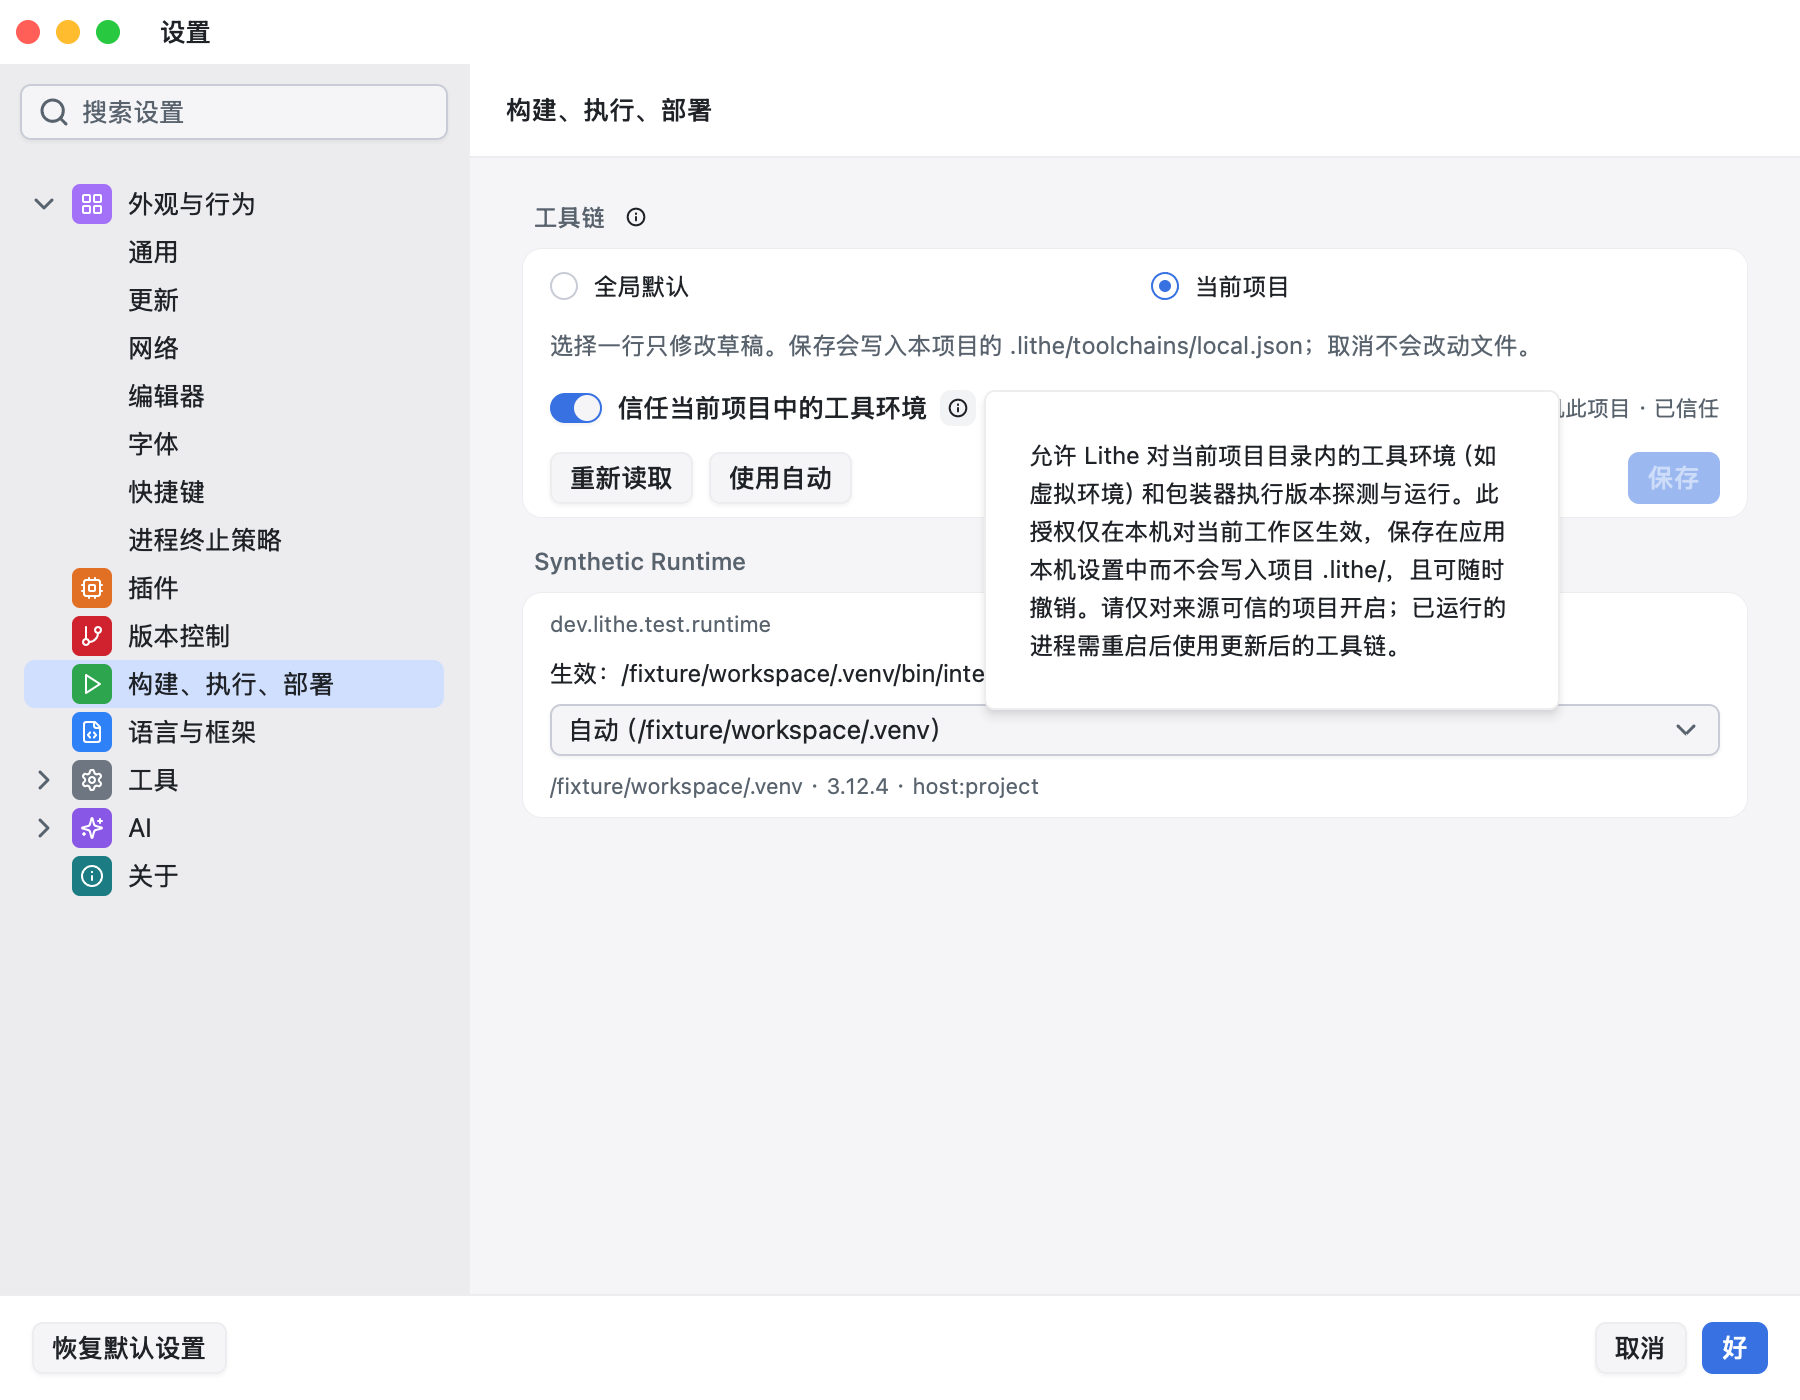 设置
搜索设置
外观与行为
通用
更新
网络
编辑器
字体
快捷键
进程终止策略
插件
版本控制
构建、执行、部署
语言与框架
工具
AI
关于
构建、执行、部署
工具链
全局默认
当前项目
选择一行只修改草稿。保存会写入本项目的 .lithe/toolchains/local.json；取消不会改动文件。
信任当前项目中的工具环境
此项目 · 已信任
允许 Lithe 对当前项目目录内的工具环境（如
虚拟环境）和包装器执行版本探测与运行。此
授权仅在本机对当前工作区生效，保存在应用
本机设置中而不会写入项目 .lithe/，且可随时
撤销。请仅对来源可信的项目开启；已运行的
进程需重启后使用更新后的工具链。
重新读取
使用自动
保存
Synthetic Runtime
dev.lithe.test.runtime
生效：/fixture/workspace/.venv/bin/inte
自动 (/fixture/workspace/.venv)
/fixture/workspace/.venv · 3.12.4 · host:project
恢复默认设置
取消
好